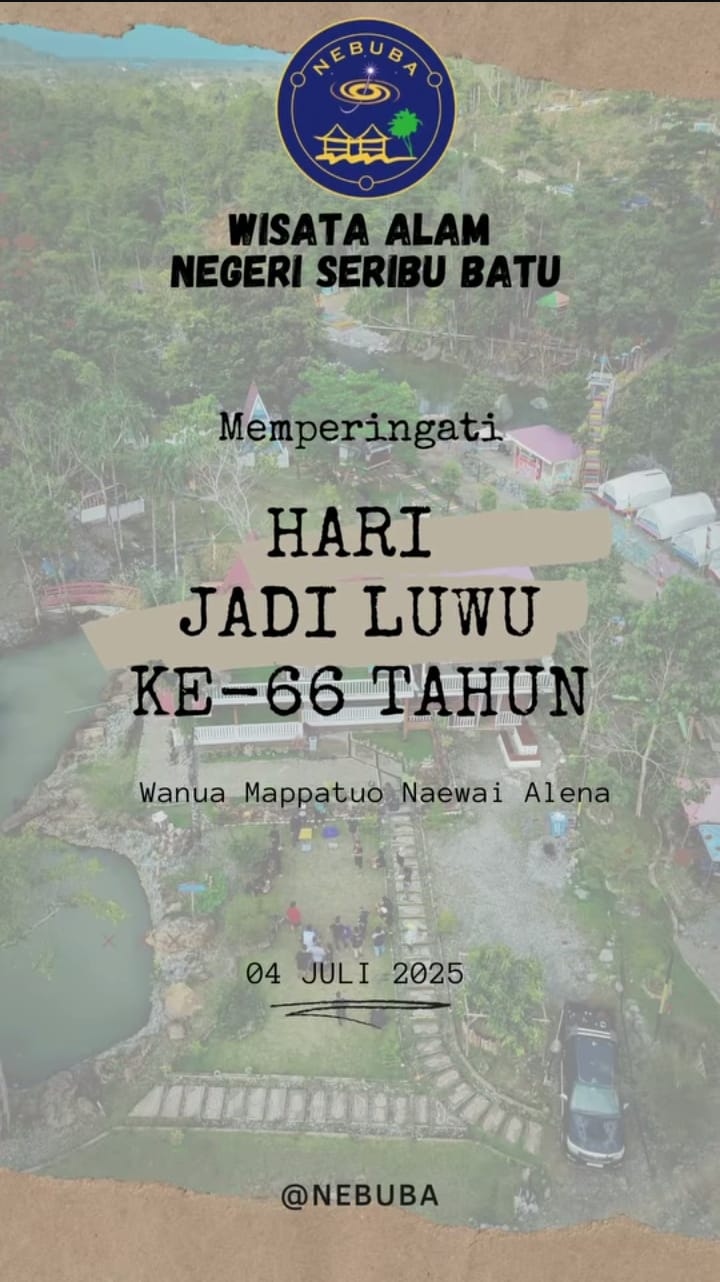 NEBUBA
WISATA ALAM
NEGERI SERIBU BATU
Memperingati
HARI
JADI LUWU
KE-66 TAHUN
Wanua Mappatuo Naewai Alena
04 JULI 2025
@NEBUBA